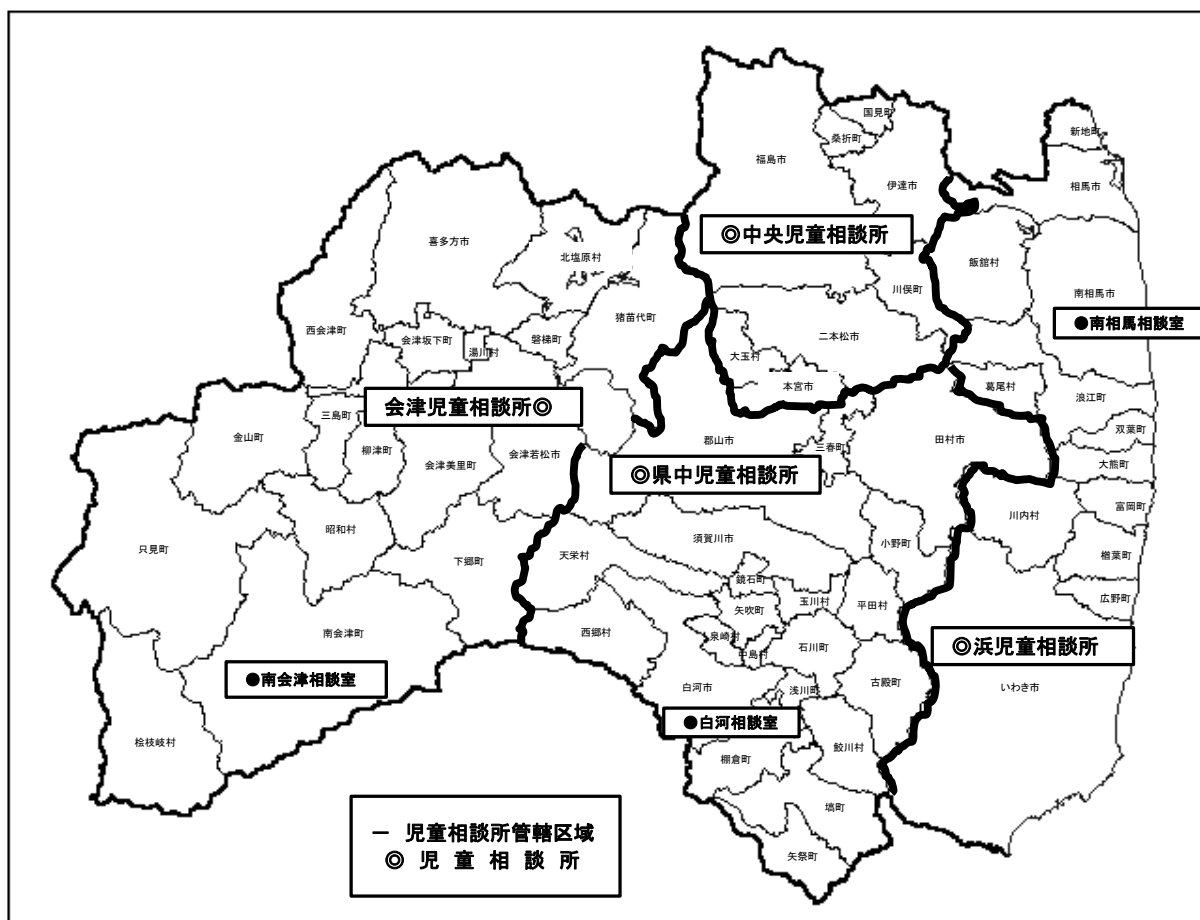 国見町
新地町
桑折町
福島市
伊達市
相馬市
◎中央児童相談所
喜多方市
北塩原村
飯舘村
川俣町
南相馬市
猪苗代町
●南相馬相談室
西会津町
会津坂下町
湯川村
磐梯町
二本松市
大玉村
本宮市
葛尾村
浪江町
会津児童相談所◎
三島町
双葉町
金山町
柳津町
郡山市
三春町
田村市
会津美里町
会津若松市
大熊町
◎県中児童相談所
富岡町
川内村
昭和村
只見町
須賀川市
小野町
楢葉町
天栄村
下郷町
鏡石町
玉川村
平田村
広野町
矢吹町
南会津町
西郷村
泉崎村
中島村
石川町
◎浜児童相談所
●南会津相談室
白河市
浅川町
古殿町
いわき市
●白河相談室
鮫川村
棚倉町
桧枝岐村
塙町
矢祭町
― 児童相談所管轄区域
◎ 児 童 相 談 所